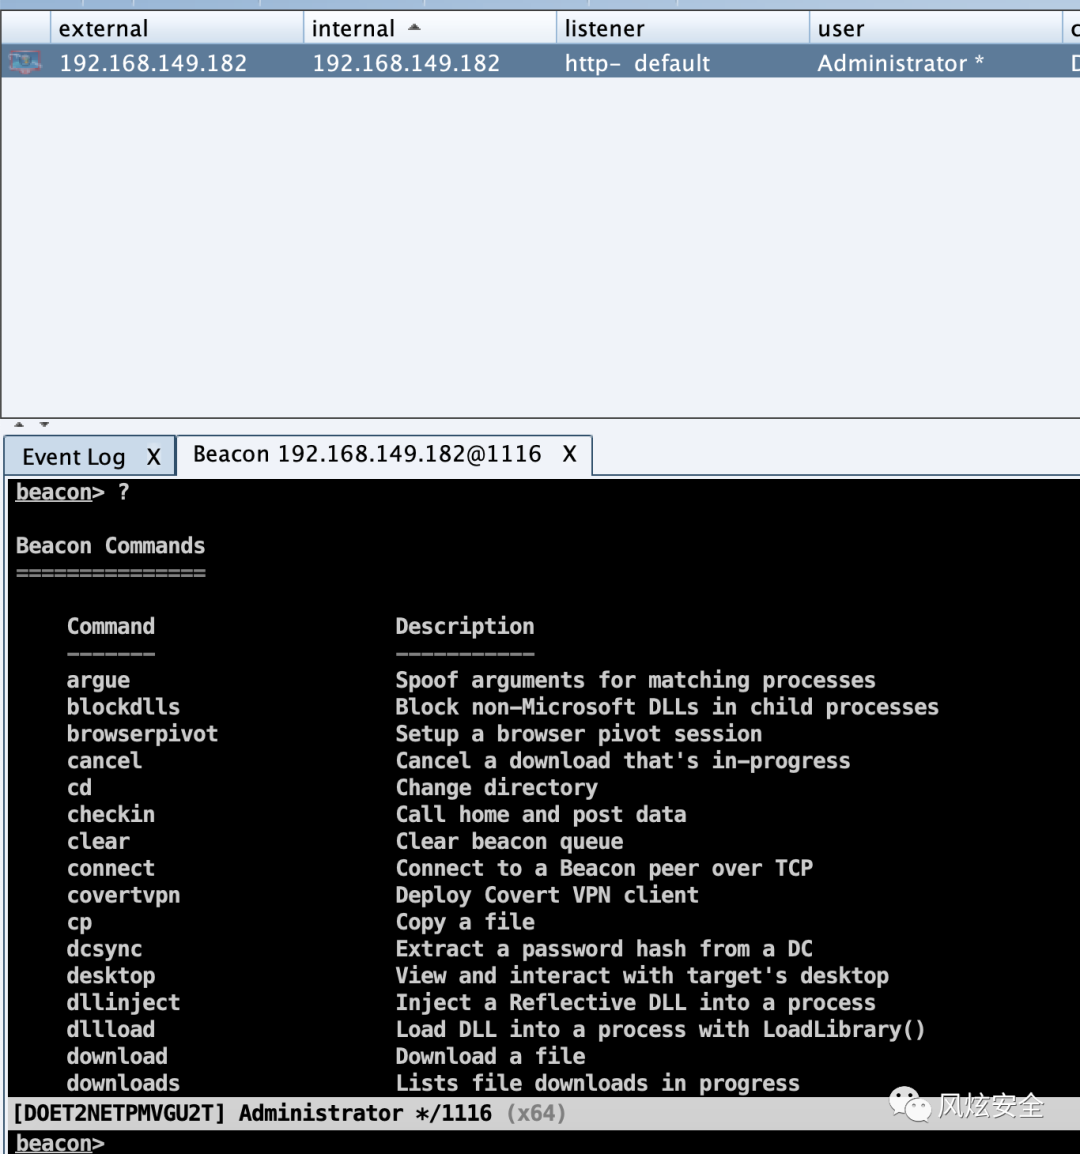 external internal listener user
192.168.149.182 192.168.149.182 http- default Administrator *
Event Log X Beacon 192.168.149.182@1116 X
beacon> ?
Beacon Commands
===============
Command Description
------- -----------
argue Spoof arguments for matching processes
blockdlls Block non-Microsoft DLLs in child processes
browserpivot Setup a browser pivot session
cancel Cancel a download that's in-progress
cd Change directory
checkin Call home and post data
clear Clear beacon queue
connect Connect to a Beacon peer over TCP
covertvpn Deploy Covert VPN client
cp Copy a file
dcsync Extract a password hash from a DC
desktop View and interact with target's desktop
dllinject Inject a Reflective DLL into a process
dllload Load DLL into a process with LoadLibrary()
download Download a file
downloads Lists file downloads in progress
[DOET2NETPMVGU2T] Administrator */1116 (x64)
风炫安全
beacon>